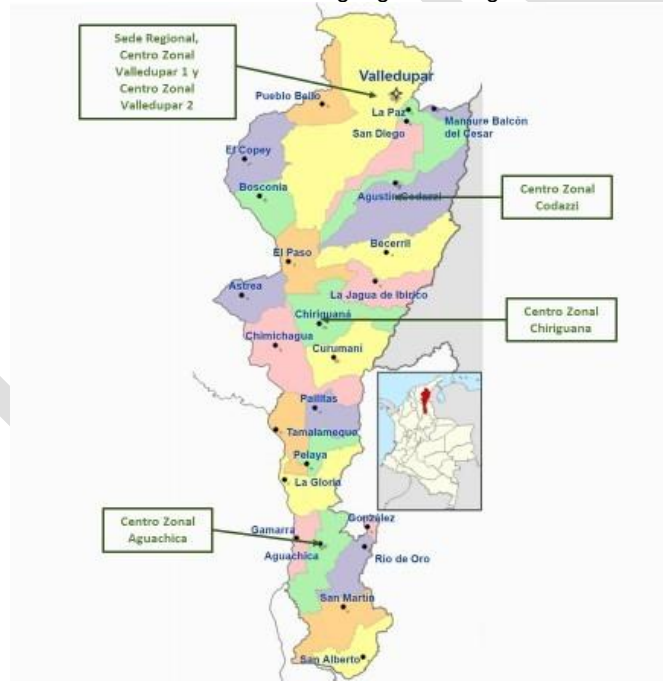 Sede Regional,
Centro Zonal
Valledupar 1 y
Centro Zonal
Valledupar 2
Valledupar
Pueblo Bello
La Paz
San Diego
Manaure Balcón
del Cesar
El Copey
Bosconia
Agustín Codazzi
Centro Zonal
Codazzi
Becerril
El Paso
Astrea
La Jagua de Ibirico
Chiriguaná
Centro Zonal
Chiriguana
Chimichagua
Curumaní
Pailitas
Tamalameque
Pelaya
La Gloria
Centro Zonal
Aguachica
Gamarra
González
Aguachica
Rio de Oro
San Martín
San Alberto